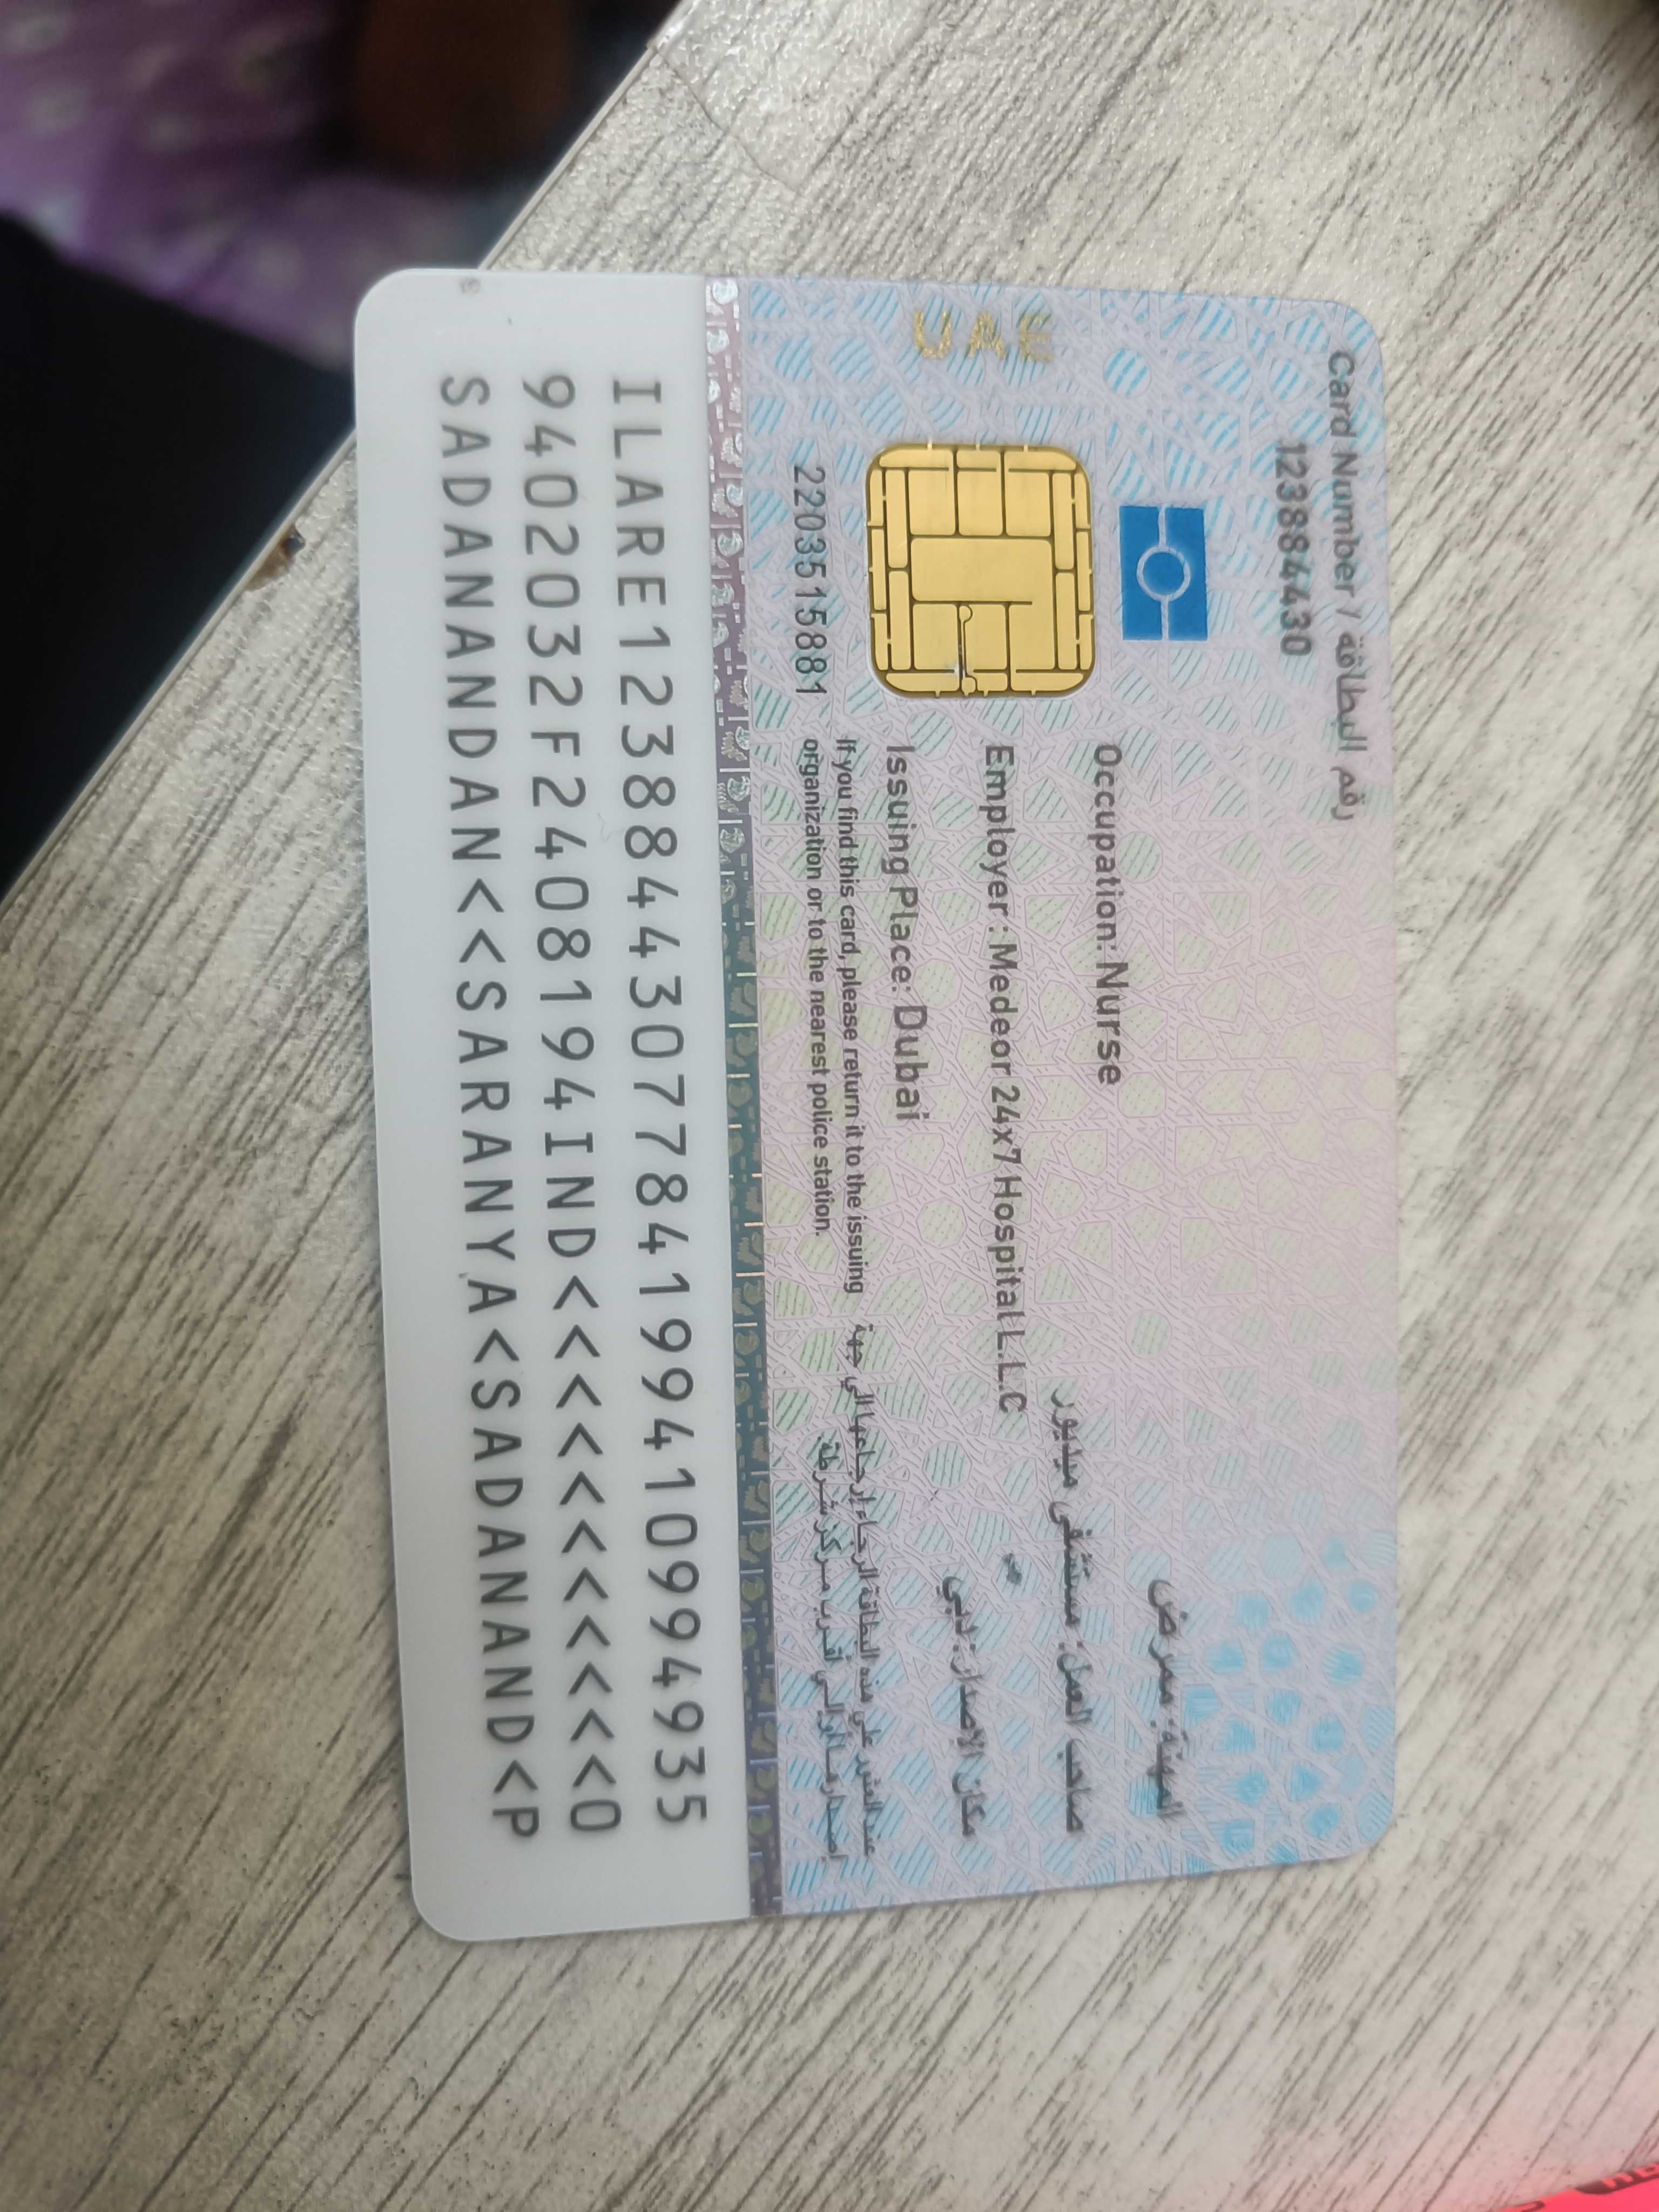 Card Number / رقم البطاقة
123884430
Occupation: Nurse
المهنة: ممرض
Employer : Medeor 24x7 Hospital L.L.C
صاحب العمل: مستشفى ميديور
UAE
Issuing Place: Dubai
مكان الإصدار: دبي
If you find this card, please return it to the issuing
organization or to the nearest police station.
عند العثور على هذه البطاقة الرجاء إرجاعها الي جهة
إصدارها أو إلى أقرب مركز شرطة.
2203515881
ILARE1238844307784199410994935
9402032F2408194IND<<<<<<<<<<<0
SADANANDAN<<SARANYA<SADANAND<P